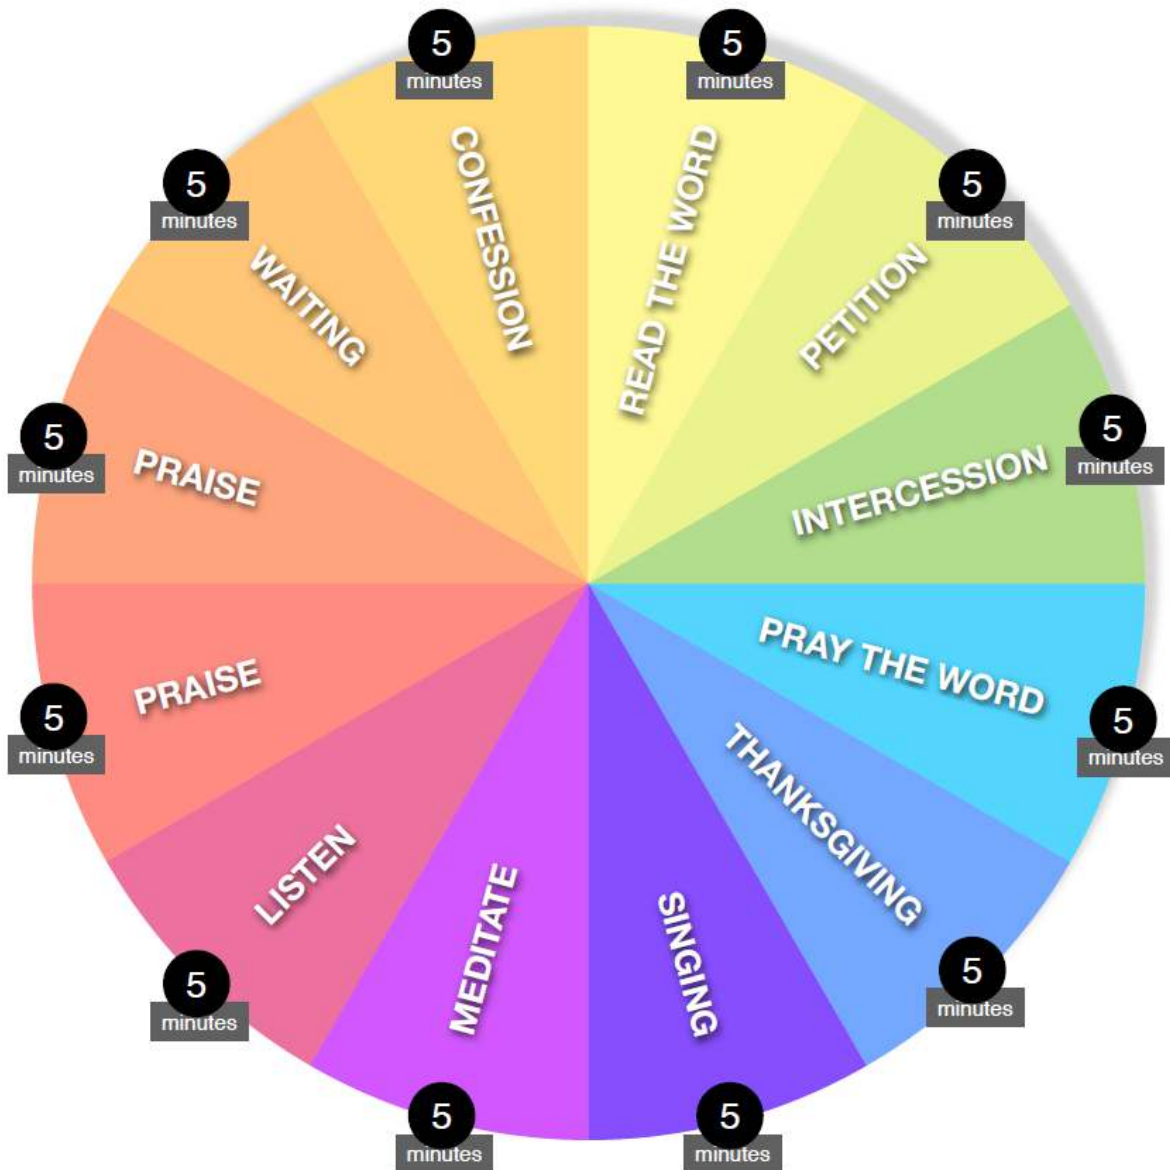 5
minutes
READ THE WORD
5
minutes
PETITION
5
minutes
INTERCESSION
5
minutes
PRAY THE WORD
5
minutes
THANKSGIVING
5
minutes
SINGING
5
minutes
MEDITATE
5
minutes
LISTEN
5
minutes
PRAISE
5
minutes
PRAISE
5
minutes
WAITING
5
minutes
CONFESSION